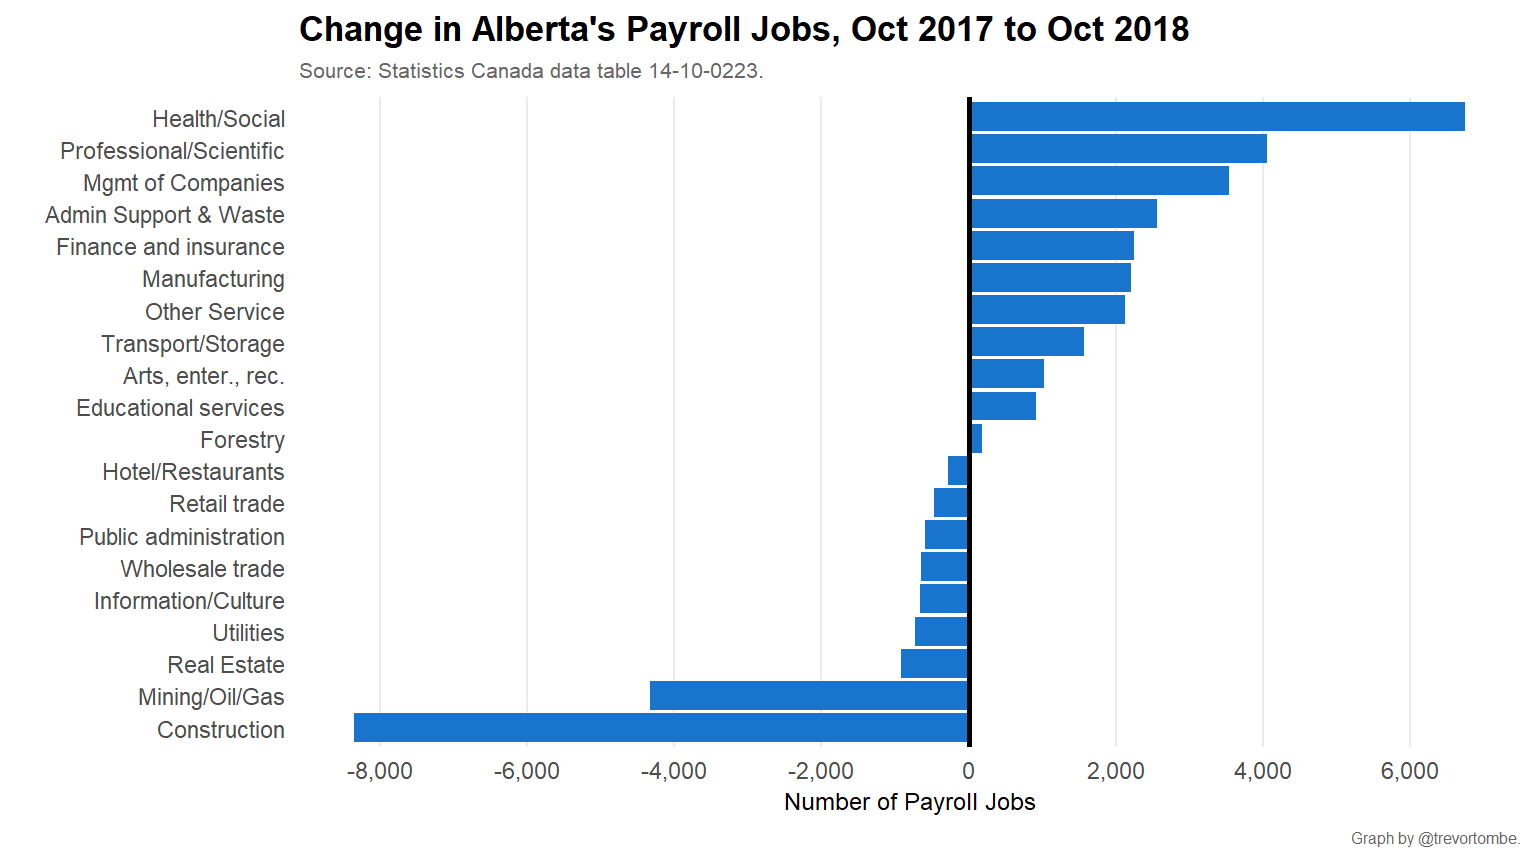 Change in Alberta's Payroll Jobs, Oct 2017 to Oct 2018
Source: Statistics Canada data table 14-10-0223.
Health/Social
Professional/Scientific
Mgmt of Companies
Admin Support & Waste
Finance and insurance
Manufacturing
Other Service
Transport/Storage
Arts, enter., rec.
Educational services
Forestry
Hotel/Restaurants
Retail trade
Public administration
Wholesale trade
Information/Culture
Utilities
Real Estate
Mining/Oil/Gas
Construction
-8,000 -6,000 -4,000 -2,000 0 2,000 4,000 6,000
Number of Payroll Jobs
Graph by @trevortombe.